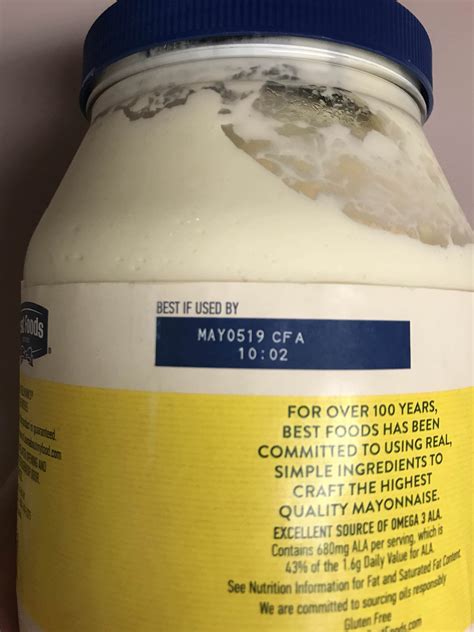 Foods
BEST IF USED BY
MAY0519 CFA
10:02
FOR OVER 100 YEARS,
BEST FOODS HAS BEEN
COMMITTED TO USING REAL,
SIMPLE INGREDIENTS TO
CRAFT THE HIGHEST
QUALITY MAYONNAISE.
EXCELLENT SOURCE OF OMEGA 3 ALA.
Contains 680mg ALA per serving, which is
43% of the 1.6g Daily Value for ALA.
See Nutrition Information for Fat and Saturated Fat Content
We are committed to sourcing oils responsibly
Gluten Free
guaranteed.